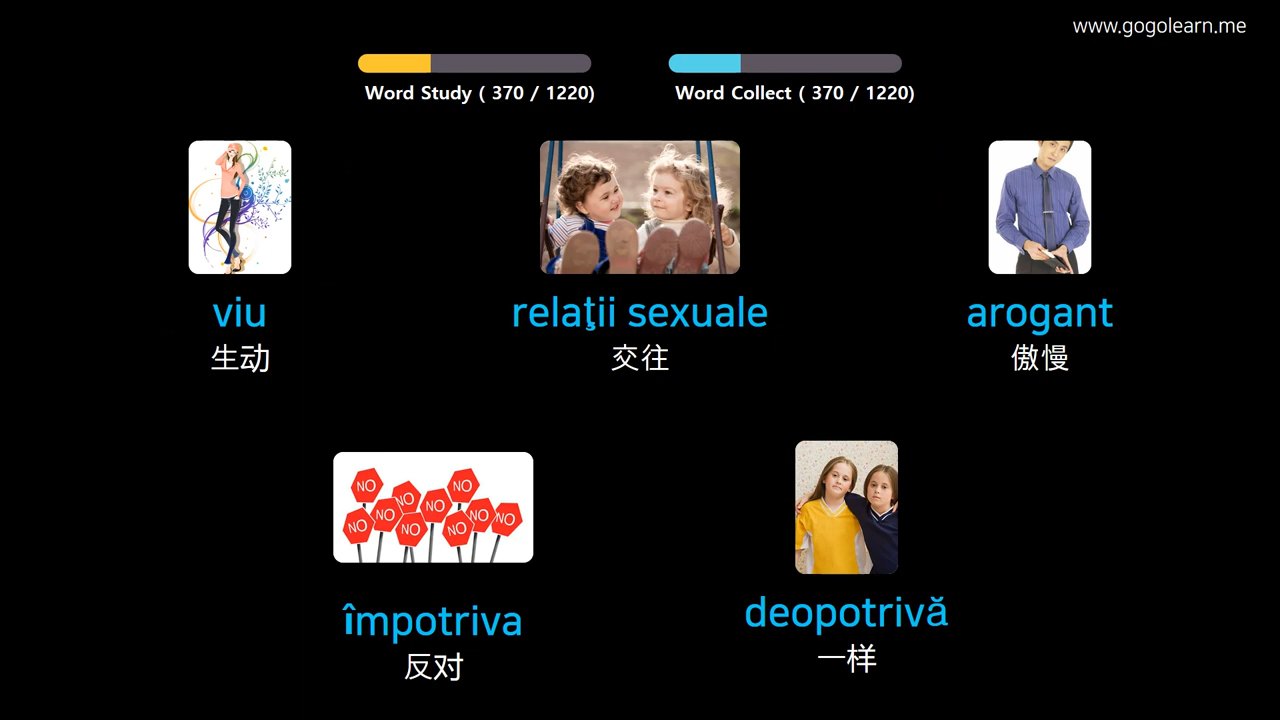 www.gogolearn.me
Word Study ( 370 / 1220)
Word Collect ( 370 / 1220)
viu
生动
relaţii sexuale
交往
arogant
傲慢
NO
NO
NO
NO
NO
NO
NO
NO
NO
NO
împotriva
反对
deopotrivă
一样